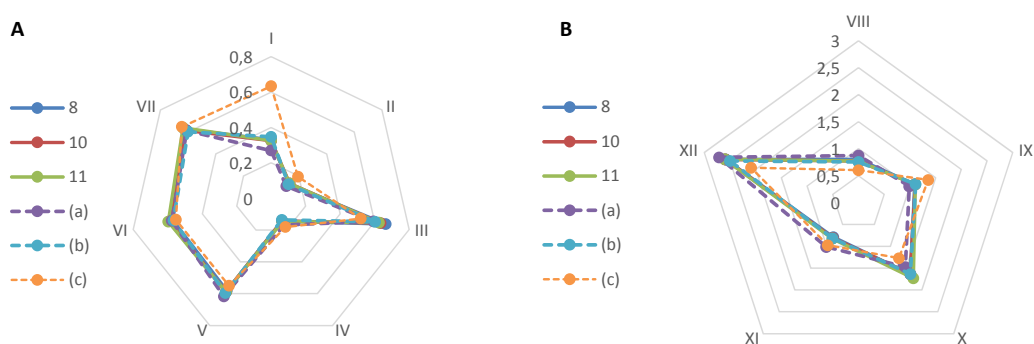 A
I
II
III
IV
V
VI
VII
0,8
0,6
0,4
0,2
0
8
10
11
(a)
(b)
(c)
B
VIII
IX
X
XI
XII
3
2,5
2
1,5
1
0,5
0
8
10
11
(a)
(b)
(c)